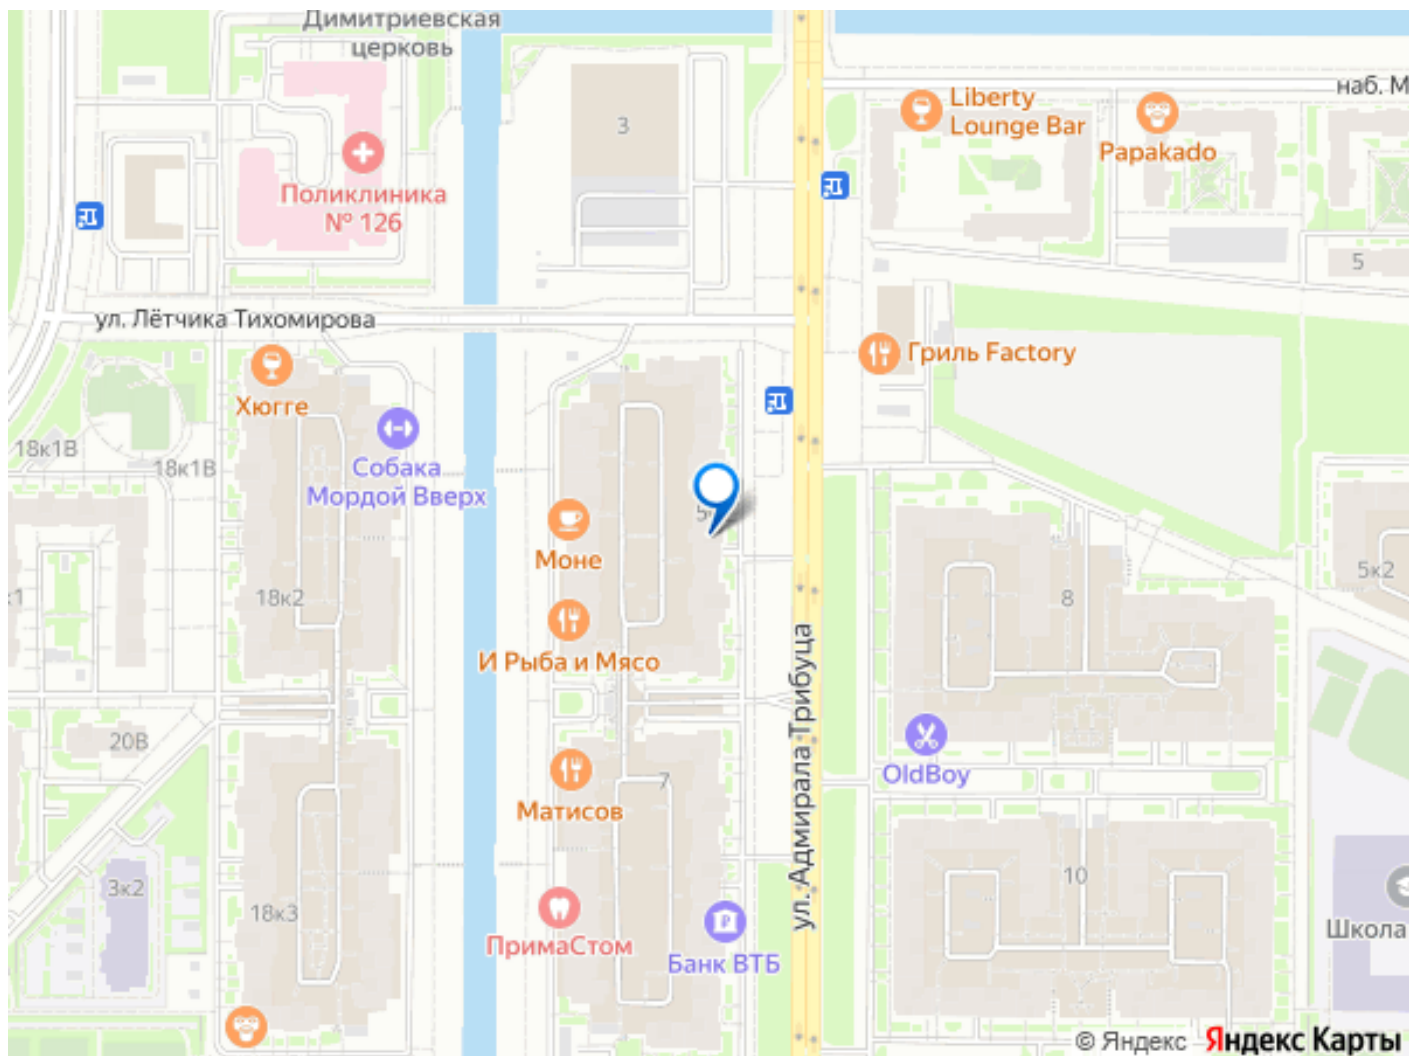 Димитриевская
церковь
наб. М
Liberty
Lounge Bar
Papakado
3
Поликлиника
№ 126
5
ул. Лётчика Тихомирова
Гриль Factory
Хюгге
18к1В
18к1В
Собака
Мордой Вверх
5
Моне
5к2
18к2
8
И Рыба и Мясо
ул. Адмирала Трибуца
20В
OldBoy
7
Матисов
3к2
10
18к3
Школа
ПримаСтом
Банк ВТБ
© Яндекс Яндекс Карты